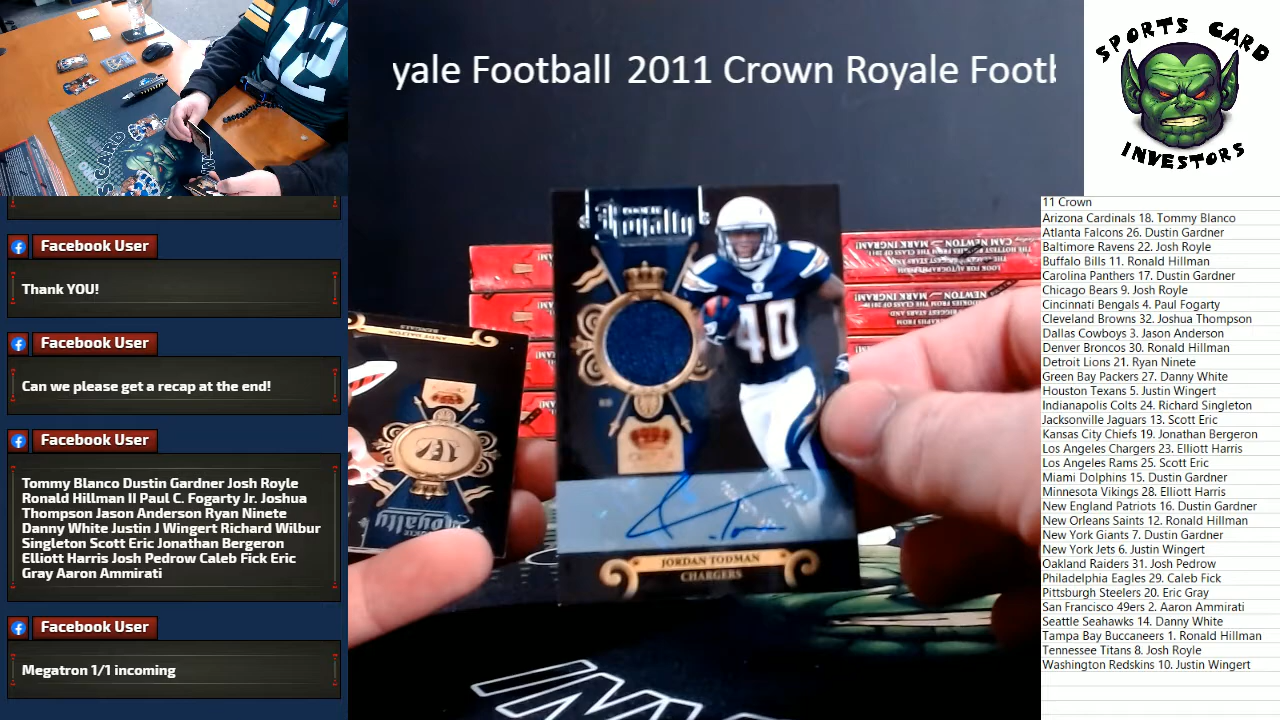 yale Football 2011 Crown Royale Footb
SPORTS CARD
INVESTORS
Facebook User
Thank YOU!
Facebook User
Can we please get a recap at the end!
Facebook User
Tommy Blanco Dustin Gardner Josh Royle
Ronald Hillman II Paul C. Fogarty Jr. Joshua
Thompson Jason Anderson Ryan Ninete
Danny White Justin J Wingert Richard Wilbur
Singleton Scott Eric Jonathan Bergeron
Elliott Harris Josh Pedrow Caleb Fick Eric
Gray Aaron Ammirati
Facebook User
Megatron 1/1 incoming
Royalty
40
JORDAN TODMAN
CHARGERS
ANDY DALTON
BENGALS
Royalty
CAM NEWTON
MARK INGRAM!
12
11 Crown
Arizona Cardinals 18. Tommy Blanco
Atlanta Falcons 26. Dustin Gardner
Baltimore Ravens 22. Josh Royle
Buffalo Bills 11. Ronald Hillman
Carolina Panthers 17. Dustin Gardner
Chicago Bears 9. Josh Royle
Cincinnati Bengals 4. Paul Fogarty
Cleveland Browns 32. Joshua Thompson
Dallas Cowboys 3. Jason Anderson
Denver Broncos 30. Ronald Hillman
Detroit Lions 21. Ryan Ninete
Green Bay Packers 27. Danny White
Houston Texans 5. Justin Wingert
Indianapolis Colts 24. Richard Singleton
Jacksonville Jaguars 13. Scott Eric
Kansas City Chiefs 19. Jonathan Bergeron
Los Angeles Chargers 23. Elliott Harris
Los Angeles Rams 25. Scott Eric
Miami Dolphins 15. Dustin Gardner
Minnesota Vikings 28. Elliott Harris
New England Patriots 16. Dustin Gardner
New Orleans Saints 12. Ronald Hillman
New York Giants 7. Dustin Gardner
New York Jets 6. Justin Wingert
Oakland Raiders 31. Josh Pedrow
Philadelphia Eagles 29. Caleb Fick
Pittsburgh Steelers 20. Eric Gray
San Francisco 49ers 2. Aaron Ammirati
Seattle Seahawks 14. Danny White
Tampa Bay Buccaneers 1. Ronald Hillman
Tennessee Titans 8. Josh Royle
Washington Redskins 10. Justin Wingert